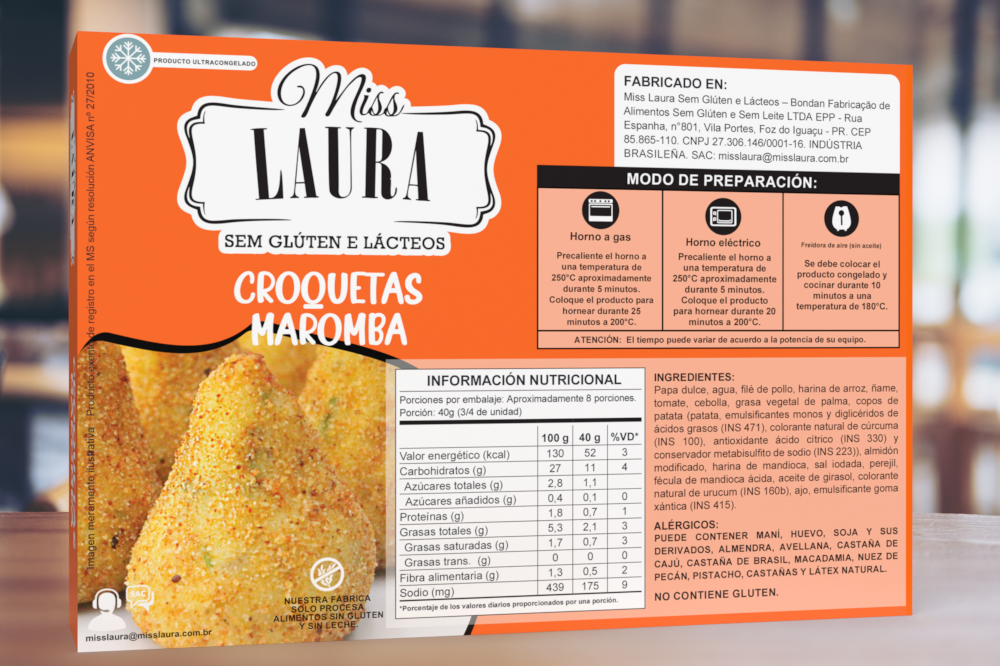 PRODUCTO ULTRACONGELADO
Miss
LAURA
SEM GLÚTEN E LÁCTEOS
CROQUETAS
MAROMBA
Imagen meramente ilustrativa - Producto exento de registro en el MS según resolución ANVISA nº 27/2010
FABRICADO EN:
Miss Laura Sem Glúten e Lácteos – Bondan Fabricação de
Alimentos Sem Glúten e Sem Leite LTDA EPP - Rua
Espanha, n°801, Vila Portes, Foz do Iguaçu - PR. CEP
85.865-110. CNPJ 27.306.146/0001-16. INDÚSTRIA
BRASILEÑA. SAC: misslaura@misslaura.com.br
MODO DE PREPARACIÓN:
Horno a gas
Precaliente el horno a
una temperatura de
250°C aproximadamente
durante 5 minutos.
Coloque el producto para
hornear durante 25
minutos a 200°C.
Horno eléctrico
Precaliente el horno a
una temperatura de
250°C aproximadamente
durante 5 minutos.
Coloque el producto
para hornear durante 20
minutos a 200°C.
Freidora de aire (sin aceite)
Se debe colocar el
producto congelado y
cocinar durante 10
minutos a una
temperatura de 180°C.
ATENCIÓN: El tiempo puede variar de acuerdo a la potencia de su equipo.
INFORMACIÓN NUTRICIONAL
Porciones por embalaje: Aproximadamente 8 porciones.
Porción: 40g (3/4 de unidad)
100 g 40 g %VD*
Valor energético (kcal) 130 52 3
Carbohidratos (g) 27 11 4
Azúcares totales (g) 2,8 1,1
Azúcares añadidos (g) 0,4 0,1 0
Proteínas (g) 1,8 0,7 1
Grasas totales (g) 5,3 2,1 3
Grasas saturadas (g) 1,7 0,7 3
Grasas trans. (g) 0 0 0
Fibra alimentaria (g) 1,3 0,5 2
Sodio (mg) 439 175 9
*Porcentaje de los valores diarios proporcionados por una porción.
INGREDIENTES:
Papa dulce, agua, filé de pollo, harina de arroz, ñame,
tomate, cebolla, grasa vegetal de palma, copos de
patata (patata, emulsificantes monos y diglicéridos de
ácidos grasos (INS 471), colorante natural de cúrcuma
(INS 100), antioxidante ácido cítrico (INS 330) y
conservador metabisulfito de sodio (INS 223)), almidón
modificado, harina de mandioca, sal iodada, perejil,
fécula de mandioca ácida, aceite de girasol, colorante
natural de urucum (INS 160b), ajo, emulsificante goma
xántica (INS 415).
ALÉRGICOS:
PUEDE CONTENER MANÍ, HUEVO, SOJA Y SUS
DERIVADOS, ALMENDRA, AVELLANA, CASTAÑA DE
CAJÚ, CASTAÑA DE BRASIL, MACADAMIA, NUEZ DE
PECÁN, PISTACHO, CASTAÑAS Y LÁTEX NATURAL.
NO CONTIENE GLUTEN.
NUESTRA FÁBRICA
SOLO PROCESA
ALIMENTOS SIN GLUTEN
Y SIN LECHE.
SAC
misslaura@misslaura.com.br